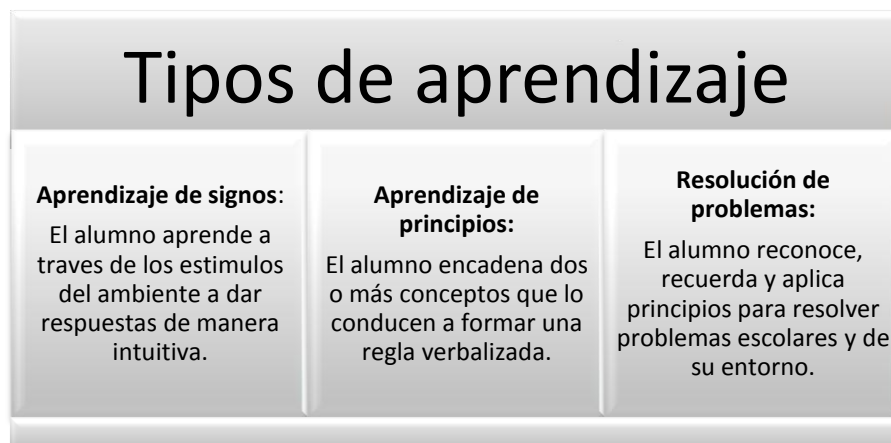 Tipos de aprendizaje
Aprendizaje de signos:
El alumno aprende a
traves de los estimulos
del ambiente a dar
respuestas de manera
intuitiva.
Aprendizaje de
principios:
El alumno encadena dos
o más conceptos que lo
conducen a formar una
regla verbalizada.
Resolución de
problemas:
El alumno reconoce,
recuerda y aplica
principios para resolver
problemas escolares y de
su entorno.